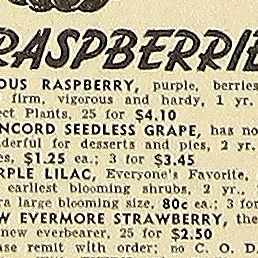 RASPBERRIE
OUS RASPBERRY, purple, berries
firm, vigorous and hardy, 1 yr.
ect Plants, 25 for $4.10
NCORD SEEDLESS GRAPE, has no
derful for desserts and pies, 2 yr.
es, $1.25 ea.; 3 for $3.45
RPLE LILAC, Everyone's Favorite,
earliest blooming shrubs, 2 yr.,
ra large blooming size, 80c ea.; 3 for
W EVERMORE STRAWBERRY, the
new everbearer, 25 for $2.50
ase remit with order; no C. O. D.